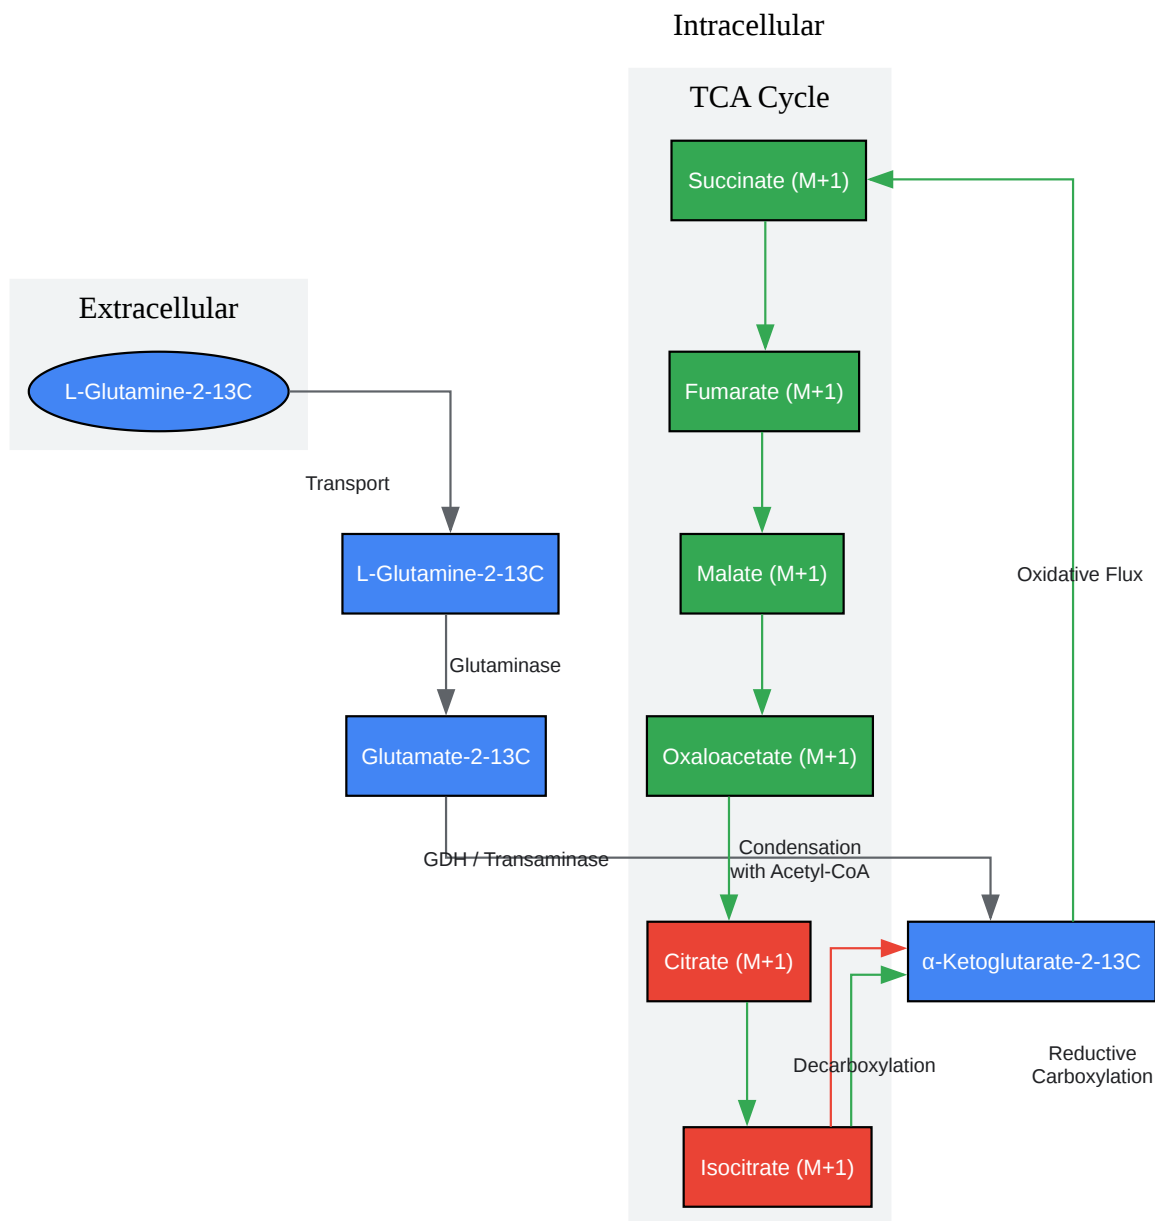 Intracellular
TCA Cycle
Succinate (M+1)
Extracellular
L-Glutamine-2-13C
Fumarate (M+1)
Transport
L-Glutamine-2-13C
Malate (M+1)
Oxidative Flux
Glutaminase
Glutamate-2-13C
Oxaloacetate (M+1)
GDH / Transaminase
Condensation
with Acetyl-CoA
Citrate (M+1)
α-Ketoglutarate-2-13C
Decarboxylation
Reductive
Carboxylation
Isocitrate (M+1)